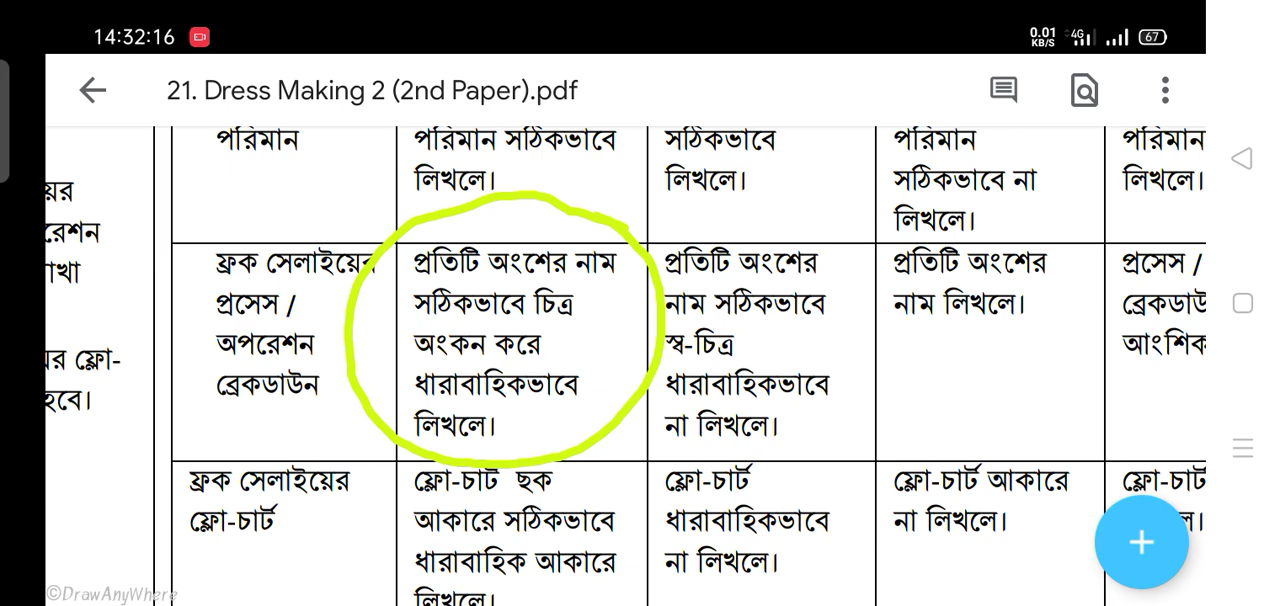 14:32:16
0.01 KB/S 4G 67
21. Dress Making 2 (2nd Paper).pdf
পরিমান
পরিমান সঠিকভাবে
লিখলে।
সঠিকভাবে
লিখলে।
পরিমান
সঠিকভাবে না
লিখলে।
পরিমান
লিখলে।
য়ের
রেশন
াখা
ের ফ্লো-
হবে।
ফ্রক সেলাইয়ের
প্রসেস /
অপরেশন
ব্রেকডাউন
প্রতিটি অংশের নাম
সঠিকভাবে চিত্র
অংকন করে
ধারাবাহিকভাবে
লিখলে।
প্রতিটি অংশের
নাম সঠিকভাবে
স্ব-চিত্র
ধারাবাহিকভাবে
না লিখলে।
প্রতিটি অংশের
নাম লিখলে।
প্রসেস /
ব্রেকডাউ
আংশিক
ফ্রক সেলাইয়ের
ফ্লো-চার্ট
ফ্লো-চার্ট ছক
আকারে সঠিকভাবে
ধারাবাহিক আকারে
লিখলে।
ফ্লো-চার্ট
ধারাবাহিকভাবে
না লিখলে।
ফ্লো-চার্ট আকারে
না লিখলে।
ফ্লো-চার্ট
©DrawAnyWhere